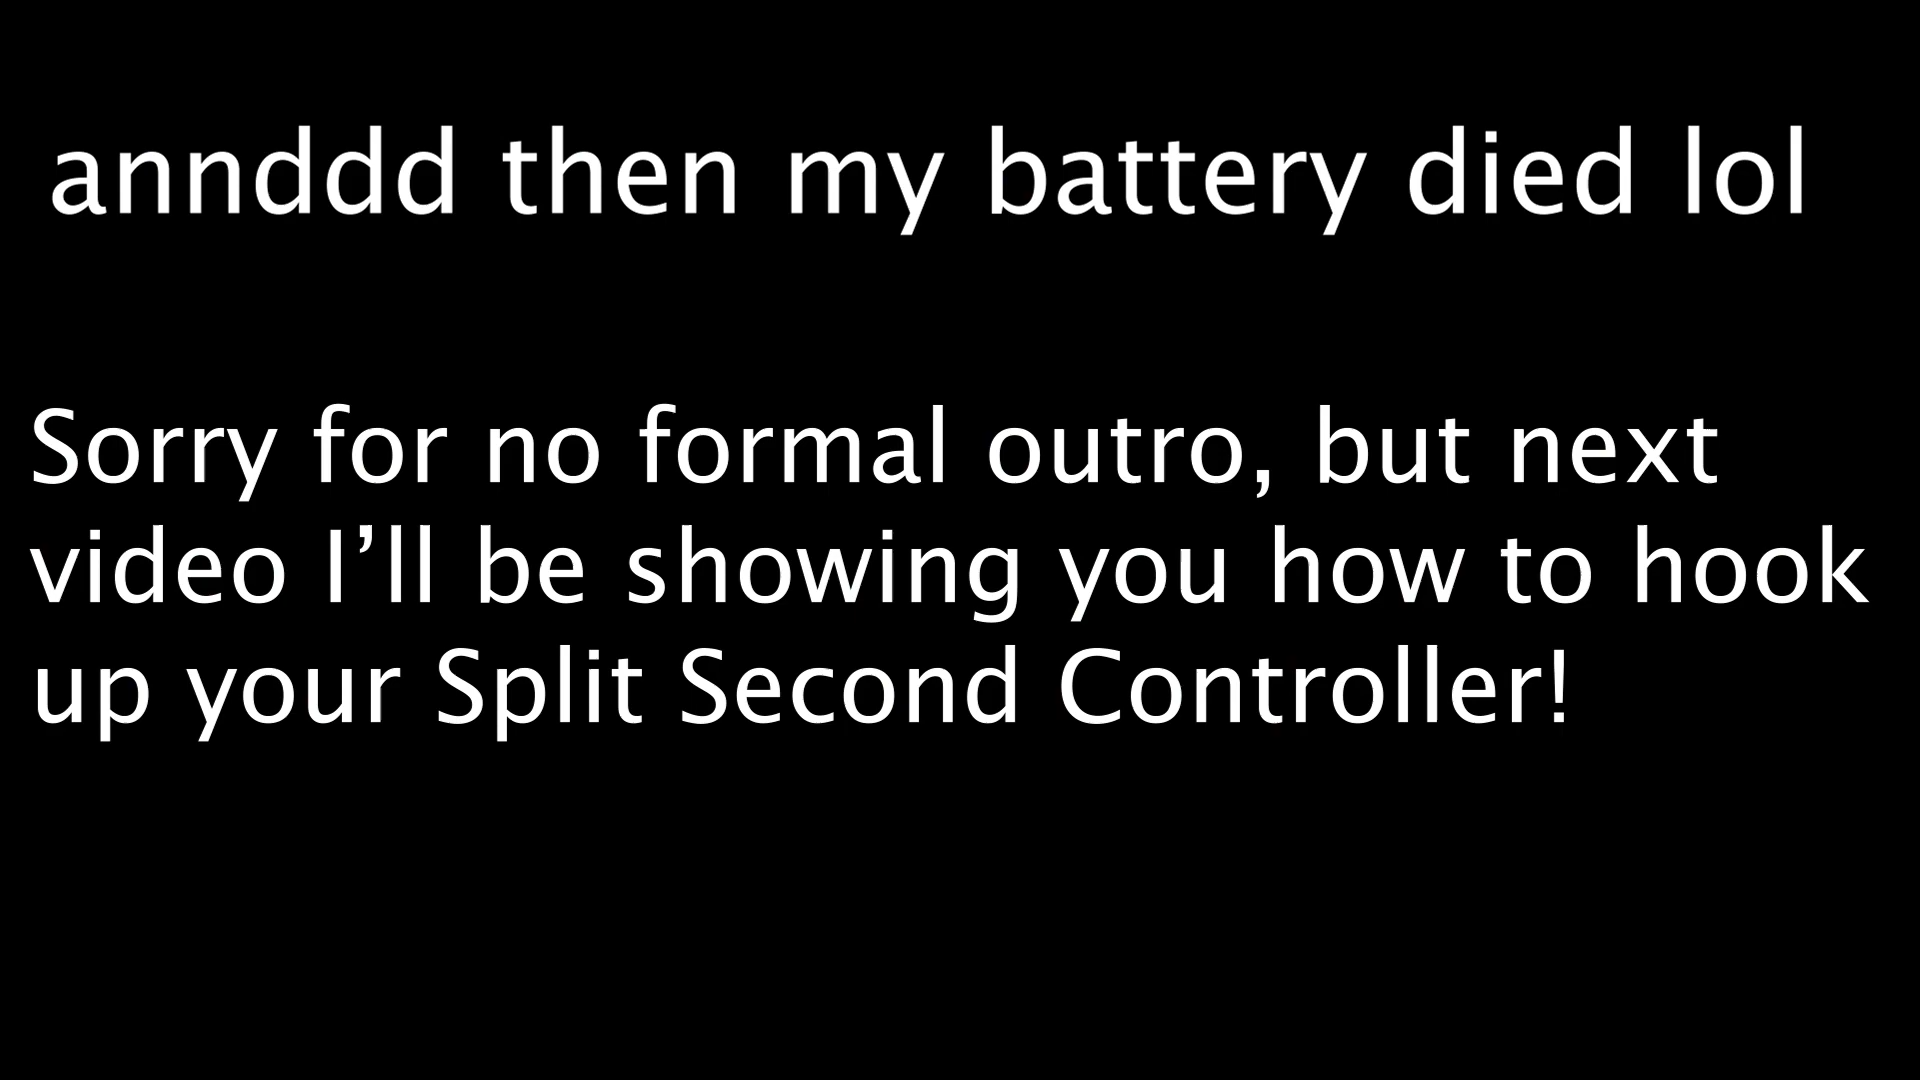 annddd then my battery died lol
Sorry for no formal outro, but next
video I’ll be showing you how to hook
up your Split Second Controller!